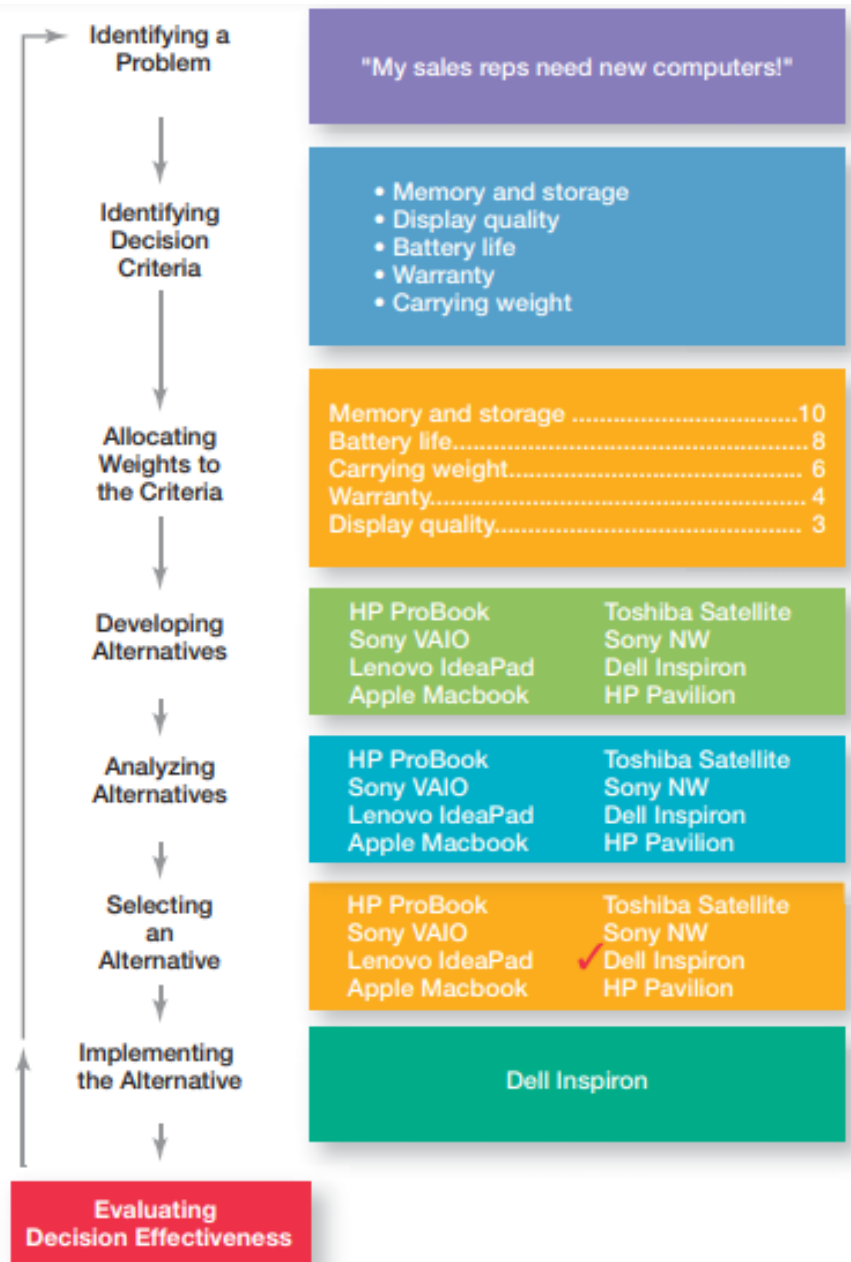 Identifying a
Problem
"My sales reps need new computers!"
Identifying
Decision
Criteria
• Memory and storage
• Display quality
• Battery life
• Warranty
• Carrying weight
Allocating
Weights to
the Criteria
Memory and storage .................................10
Battery life....................................................8
Carrying weight........................................... 6
Warranty....................................................... 4
Display quality............................................. 3
Developing
Alternatives
HP ProBook
Sony VAIO
Lenovo IdeaPad
Apple Macbook
Toshiba Satellite
Sony NW
Dell Inspiron
HP Pavilion
Analyzing
Alternatives
HP ProBook
Sony VAIO
Lenovo IdeaPad
Apple Macbook
Toshiba Satellite
Sony NW
Dell Inspiron
HP Pavilion
Selecting
an
Alternative
HP ProBook
Sony VAIO
Lenovo IdeaPad
Apple Macbook
Toshiba Satellite
Sony NW
✓Dell Inspiron
HP Pavilion
Implementing
the Alternative
Dell Inspiron
Evaluating
Decision Effectiveness